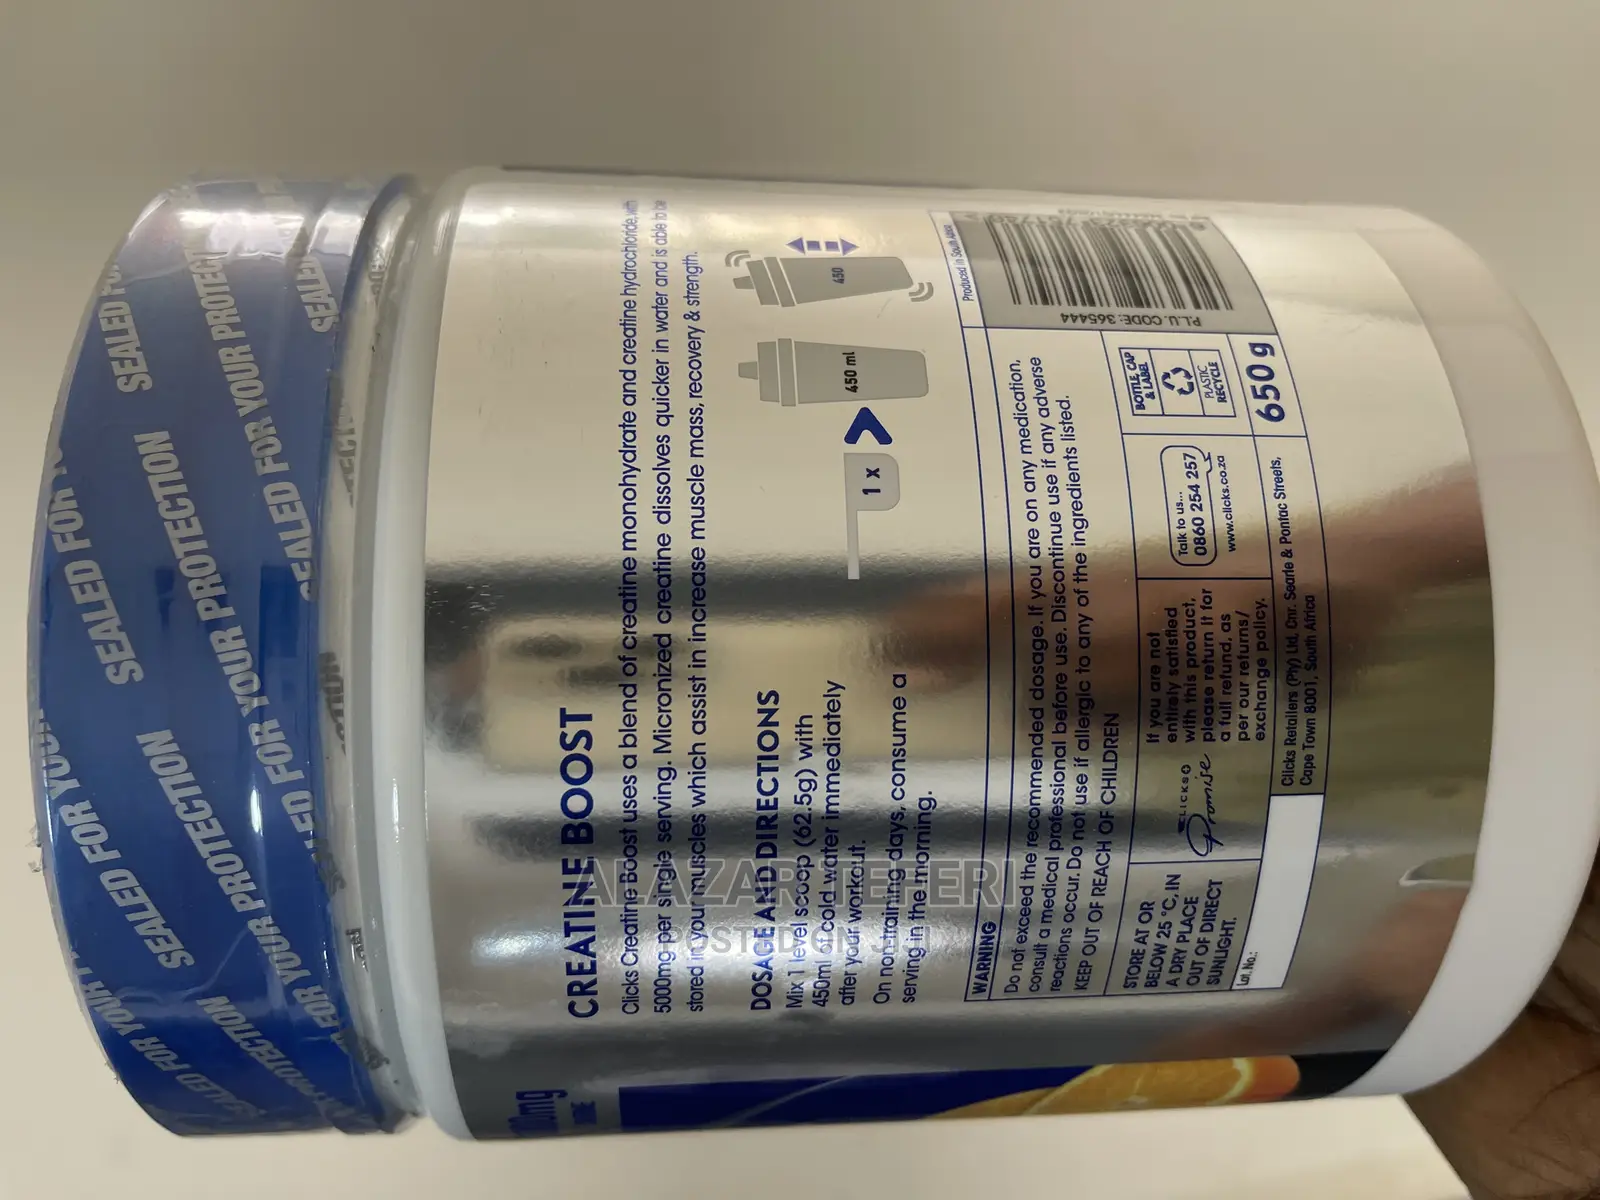 SEALED FOR YOUR PROTECTION
SEALED FOR YOUR PROTECTION
SEALED FOR YOUR PROTECTION
CREATINE BOOST
Clicks Creatine Boost uses a blend of creatine monohydrate and creatine hydrochloride, with
5000mg per single serving. Micronized creatine dissolves quicker in water and is able to be
stored in your muscles which assist in increase muscle mass, recovery & strength.
DOSAGE AND DIRECTIONS
Mix 1 level scoop (62.5g) with
450ml of cold water immediately
after your workout.
On non-training days, consume a
serving in the morning.
1 x
450 ml
450
WARNING
Do not exceed the recommended dosage. If you are on any medication,
consult a medical professional before use. Discontinue use if any adverse
reactions occur. Do not use if allergic to any of the ingredients listed.
KEEP OUT OF REACH OF CHILDREN
Produced in South Africa
P.L.U. CODE: 365444
STORE AT OR
BELOW 25 °C, IN
A DRY PLACE
OUT OF DIRECT
SUNLIGHT.
CLICKS
Promise
If you are not
entirely satisfied
with this product,
please return it for
a full refund, as
per our returns/
exchange policy.
Talk to us...
0860 254 257
www.clicks.co.za
BOTTLE, CAP
& LABEL
PLASTIC
RECYCLE
Lot. No.:
Clicks Retailers (Pty) Ltd, Cnr. Searle & Pontac Streets,
Cape Town 8001, South Africa
650 g
ALAZAR TEFERI
POSTED ON JIJI